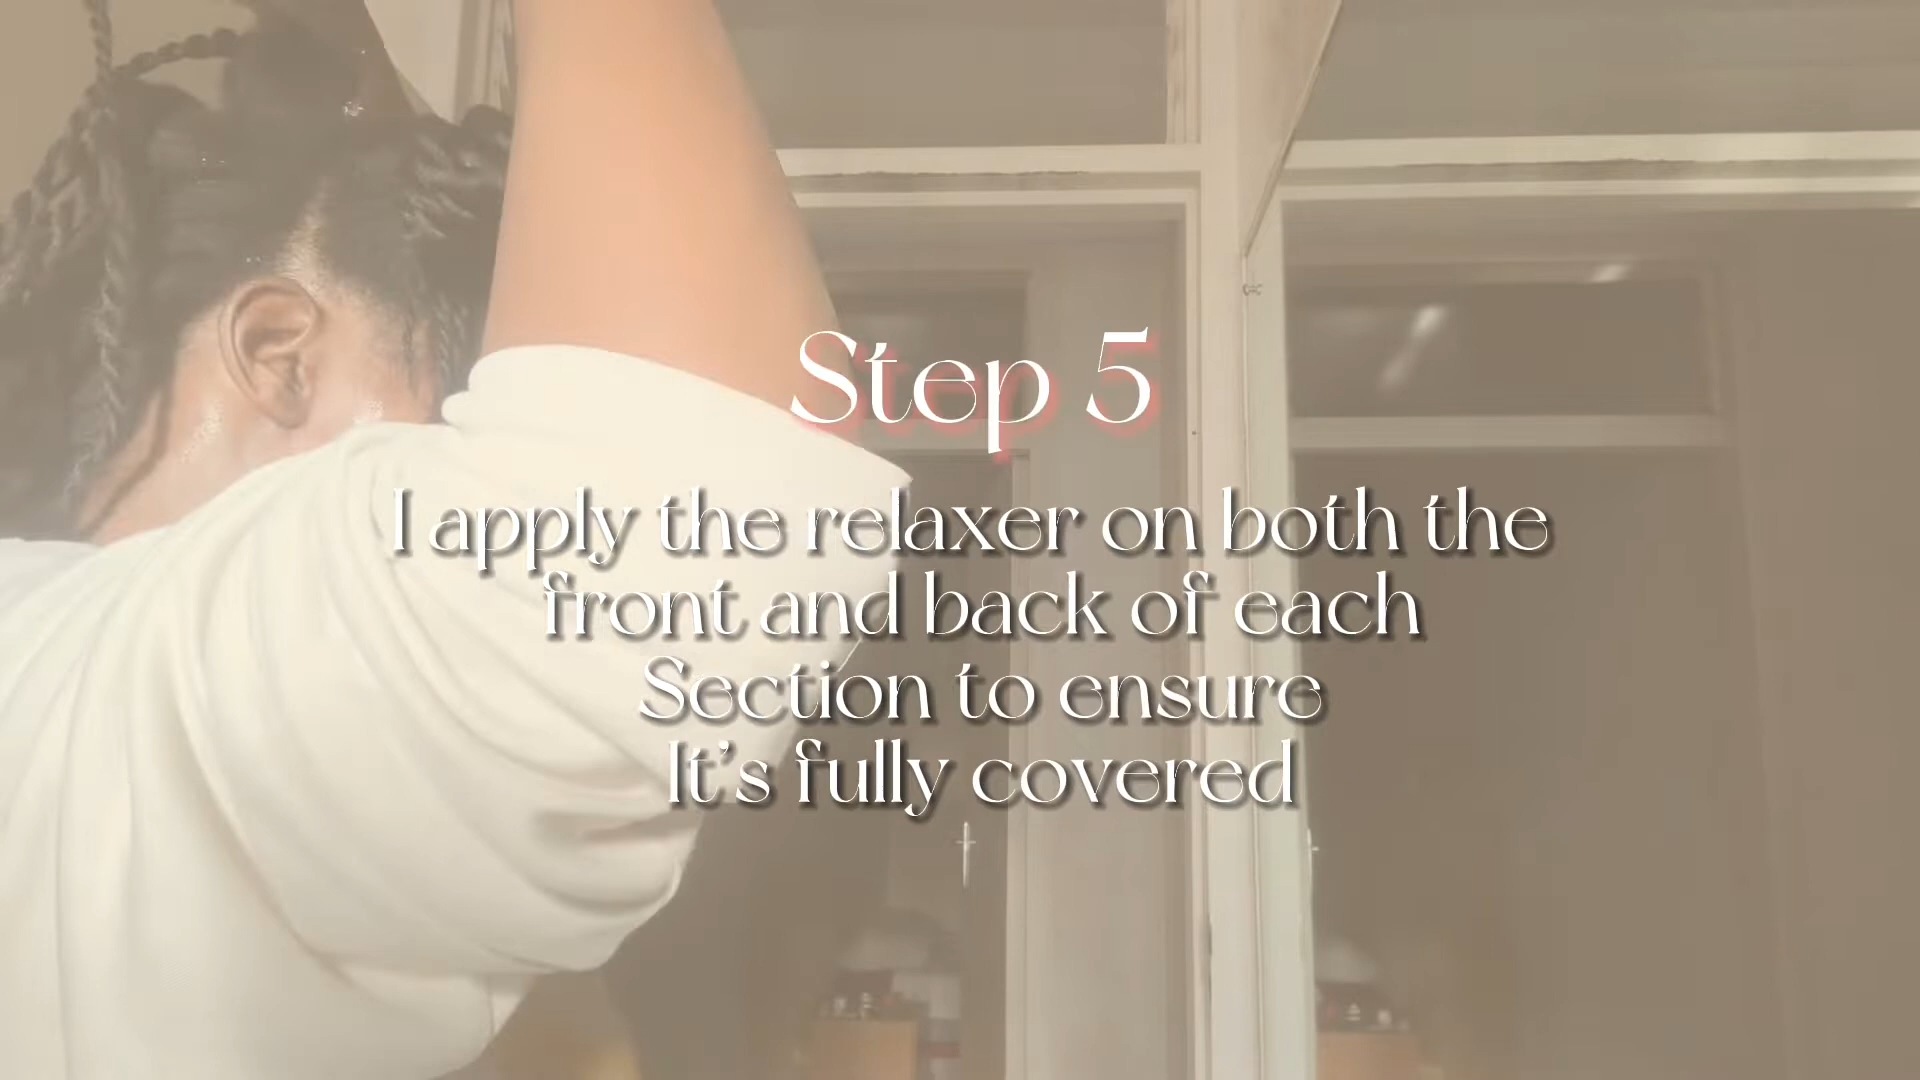 Step 5
I apply the relaxer on both the
front and back of each
Section to ensure
It's fully covered